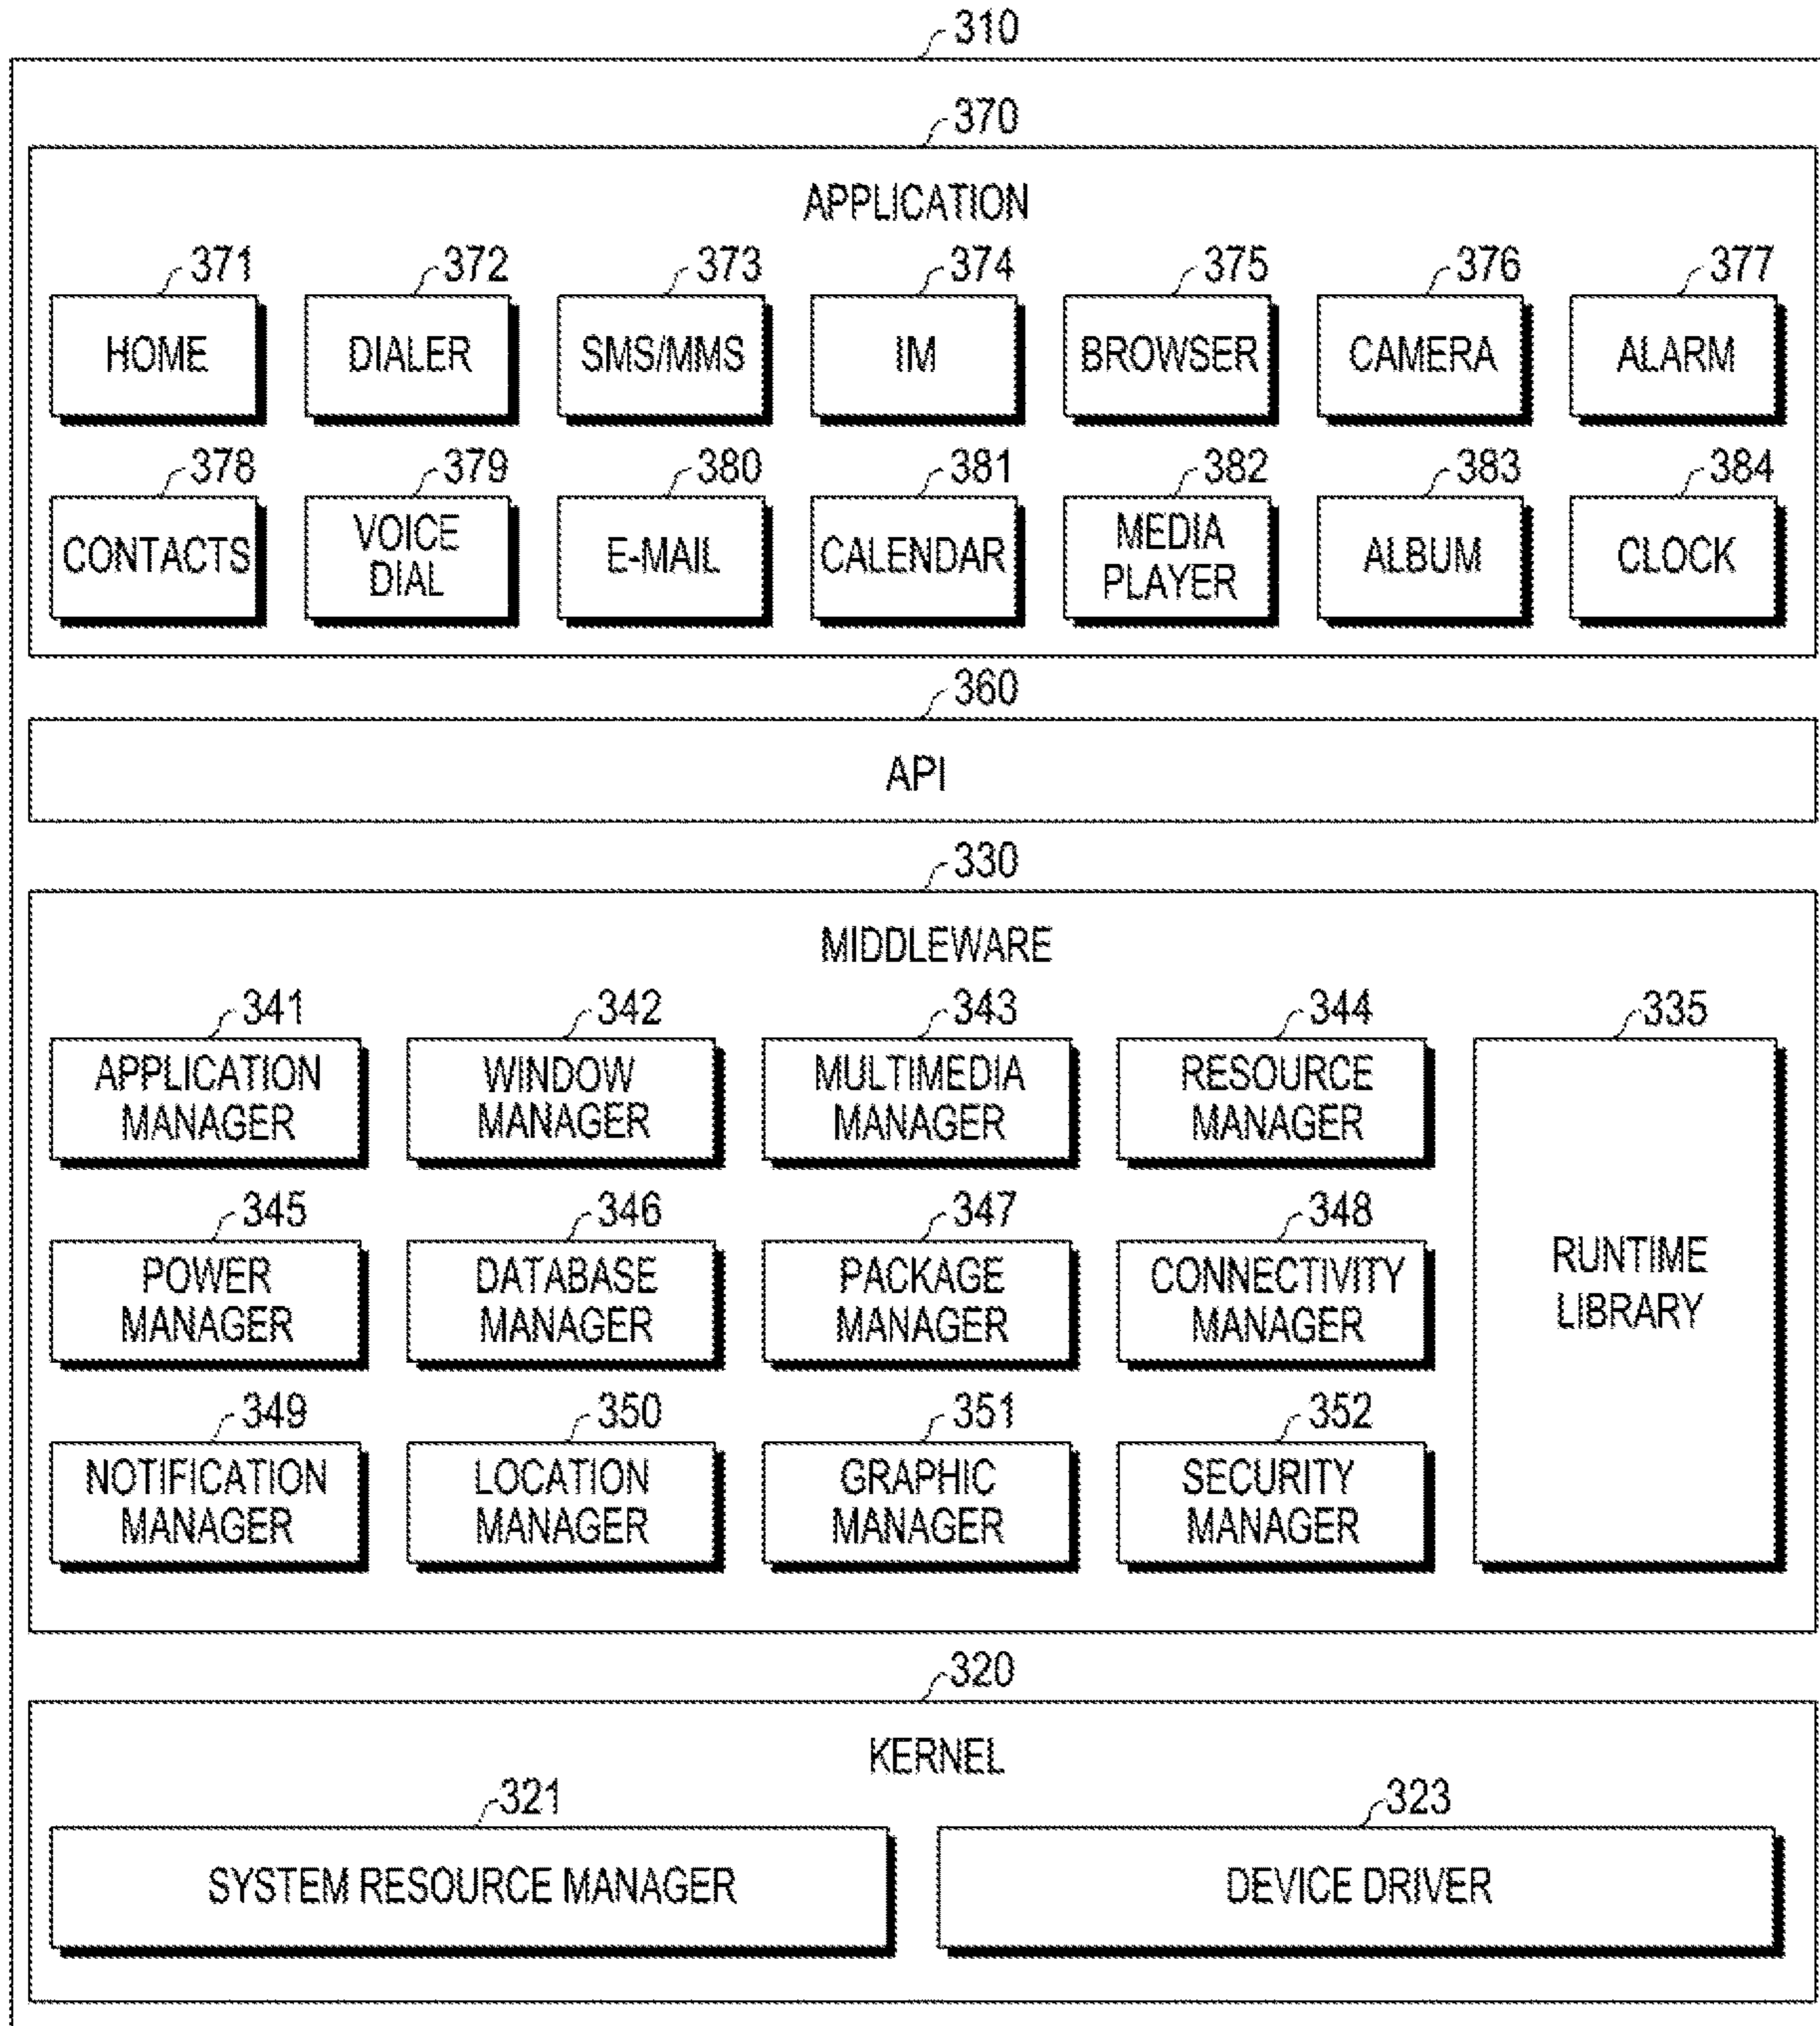 310
370
APPLICATION
371 372 373 374 375 376 377
HOME DIALER SMS/MMS IM BROWSER CAMERA ALARM
378 379 380 381 382 383 384
CONTACTS VOICE DIAL E-MAIL CALENDAR MEDIA PLAYER ALBUM CLOCK
360
API
330
MIDDLEWARE
341 342 343 344 335
APPLICATION MANAGER
WINDOW MANAGER
MULTIMEDIA MANAGER
RESOURCE MANAGER
345 346 347 348
POWER MANAGER
DATABASE MANAGER
PACKAGE MANAGER
CONNECTIVITY MANAGER
RUNTIME LIBRARY
349 350 351 352
NOTIFICATION MANAGER
LOCATION MANAGER
GRAPHIC MANAGER
SECURITY MANAGER
320
KERNEL
321 323
SYSTEM RESOURCE MANAGER DEVICE DRIVER